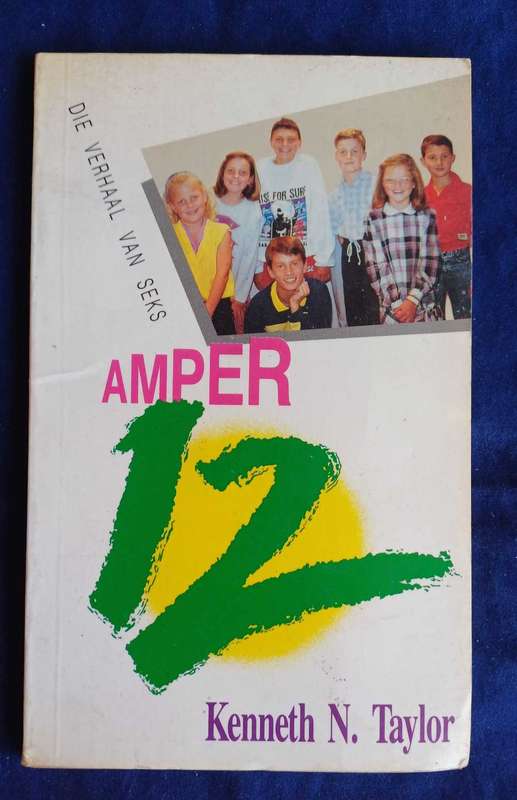 DIE VERHAAL VAN SEKS
AMPER
12
Kenneth N. Taylor